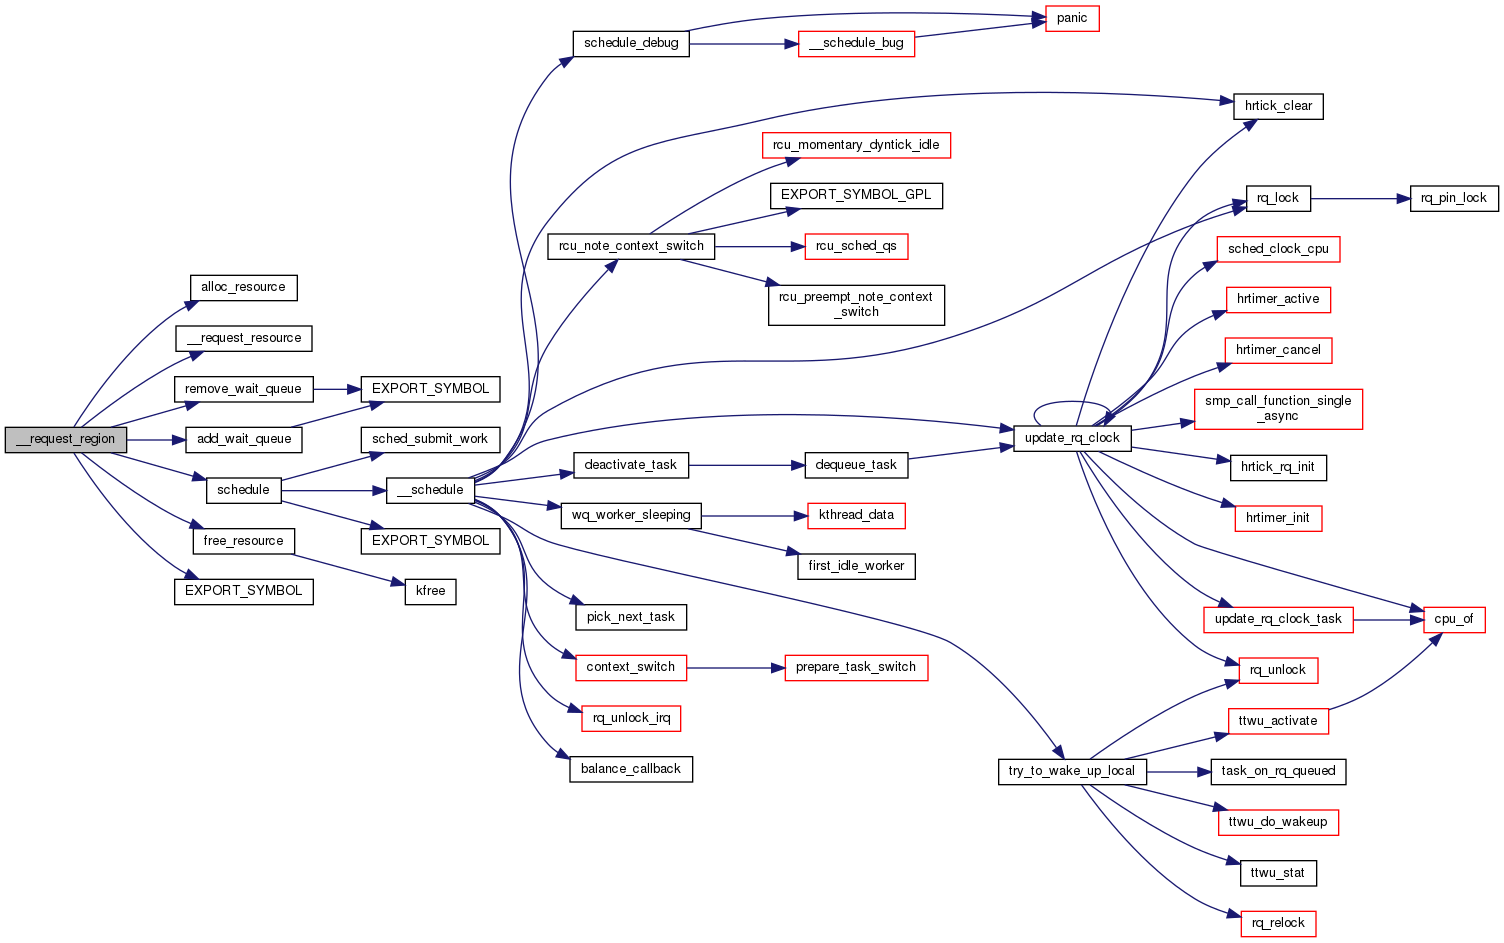 panic
schedule_debug
__schedule_bug
hrtick_clear
rcu_momentary_dyntick_idle
EXPORT_SYMBOL_GPL
rq_lock
rq_pin_lock
rcu_note_context_switch
rcu_sched_qs
sched_clock_cpu
alloc_resource
rcu_preempt_note_context
_switch
hrtimer_active
__request_resource
hrtimer_cancel
remove_wait_queue
EXPORT_SYMBOL
smp_call_function_single
_async
__request_region
add_wait_queue
sched_submit_work
update_rq_clock
deactivate_task
dequeue_task
hrtick_rq_init
schedule
__schedule
wq_worker_sleeping
kthread_data
hrtimer_init
free_resource
EXPORT_SYMBOL
first_idle_worker
EXPORT_SYMBOL
kfree
pick_next_task
update_rq_clock_task
cpu_of
context_switch
prepare_task_switch
rq_unlock
rq_unlock_irq
ttwu_activate
balance_callback
try_to_wake_up_local
task_on_rq_queued
ttwu_do_wakeup
ttwu_stat
rq_relock